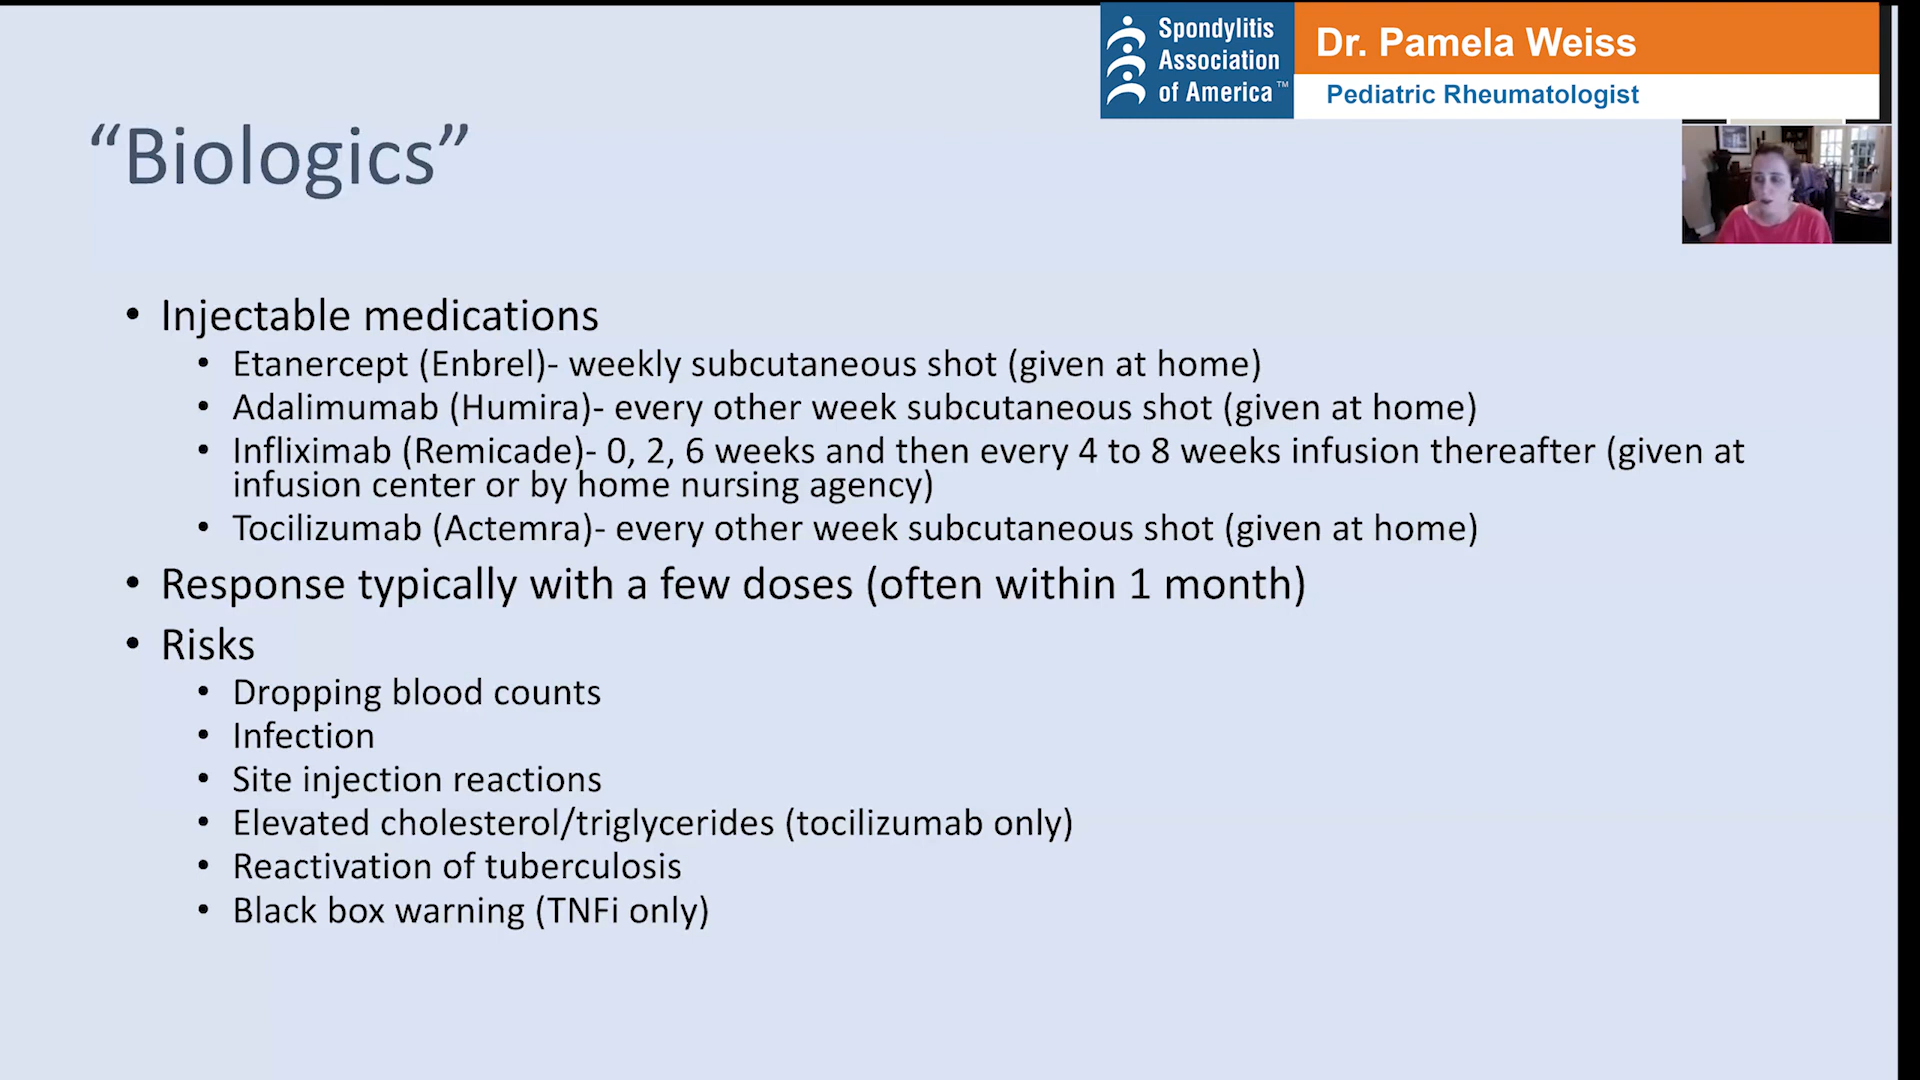 Spondylitis
Association
of America™
Dr. Pamela Weiss
Pediatric Rheumatologist
“Biologics”
• Injectable medications
• Etanercept (Enbrel)- weekly subcutaneous shot (given at home)
• Adalimumab (Humira)- every other week subcutaneous shot (given at home)
• Infliximab (Remicade)- 0, 2, 6 weeks and then every 4 to 8 weeks infusion thereafter (given at
infusion center or by home nursing agency)
• Tocilizumab (Actemra)- every other week subcutaneous shot (given at home)
• Response typically with a few doses (often within 1 month)
• Risks
• Dropping blood counts
• Infection
• Site injection reactions
• Elevated cholesterol/triglycerides (tocilizumab only)
• Reactivation of tuberculosis
• Black box warning (TNFi only)